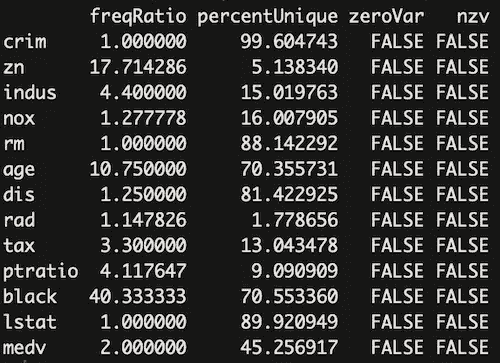 freqRatio percentUnique zeroVar nzv
crim 1.000000 99.604743 FALSE FALSE
zn 17.714286 5.138340 FALSE FALSE
indus 4.400000 15.019763 FALSE FALSE
nox 1.277778 16.007905 FALSE FALSE
rm 1.000000 88.142292 FALSE FALSE
age 10.750000 70.355731 FALSE FALSE
dis 1.250000 81.422925 FALSE FALSE
rad 1.147826 1.778656 FALSE FALSE
tax 3.300000 13.043478 FALSE FALSE
ptratio 4.117647 9.090909 FALSE FALSE
black 40.333333 70.553360 FALSE FALSE
lstat 1.000000 89.920949 FALSE FALSE
medv 2.000000 45.256917 FALSE FALSE